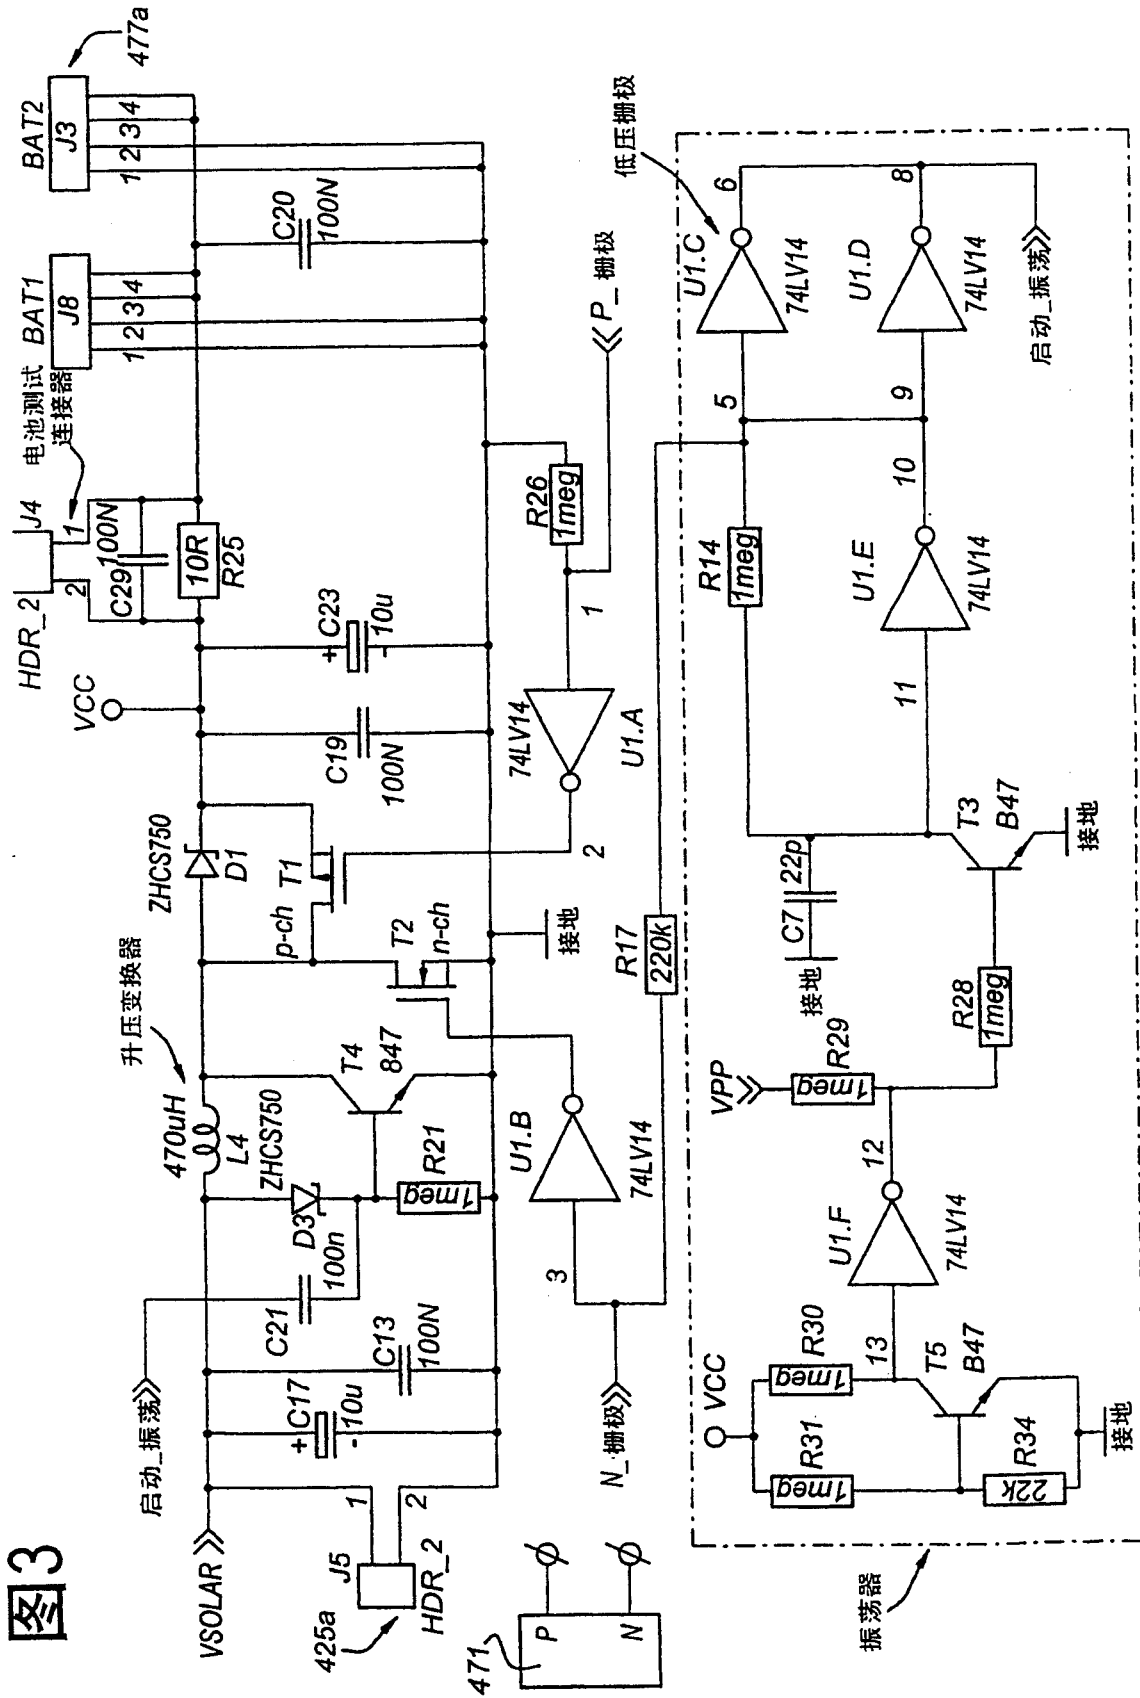 图3
VSOLAR
J5
1
2
HDR_2
425a
启动_振荡
+
C17
-
10u
C13
100N
C21
100n
D3
ZHCS750
470uH
L4
升压变换器
R21
1meg
T4
847
T2
n-ch
p-ch
T1
ZHCS750
D1
接地
C19
100N
+
C23
-
10u
VCC
HDR_2
J4
2
1
C29
100N
10R
R25
电池测试
连接器
BAT1
J8
1
2
3
4
C20
100N
BAT2
J3
1
2
3
4
477a
471
P
N
N_栅极
3
U1.B
74LV14
2
74LV14
U1.A
1
R26
1meg
P_栅极
R17
220k
振荡器
VCC
R31
1meg
R30
1meg
R34
22k
T5
B47
接地
13
U1.F
74LV14
12
VPP
R29
1meg
R28
1meg
接地
C7
22p
T3
B47
接地
R14
1meg
11
U1.E
74LV14
10
5
9
U1.C
74LV14
6
U1.D
74LV14
8
低压栅极
启动_振荡